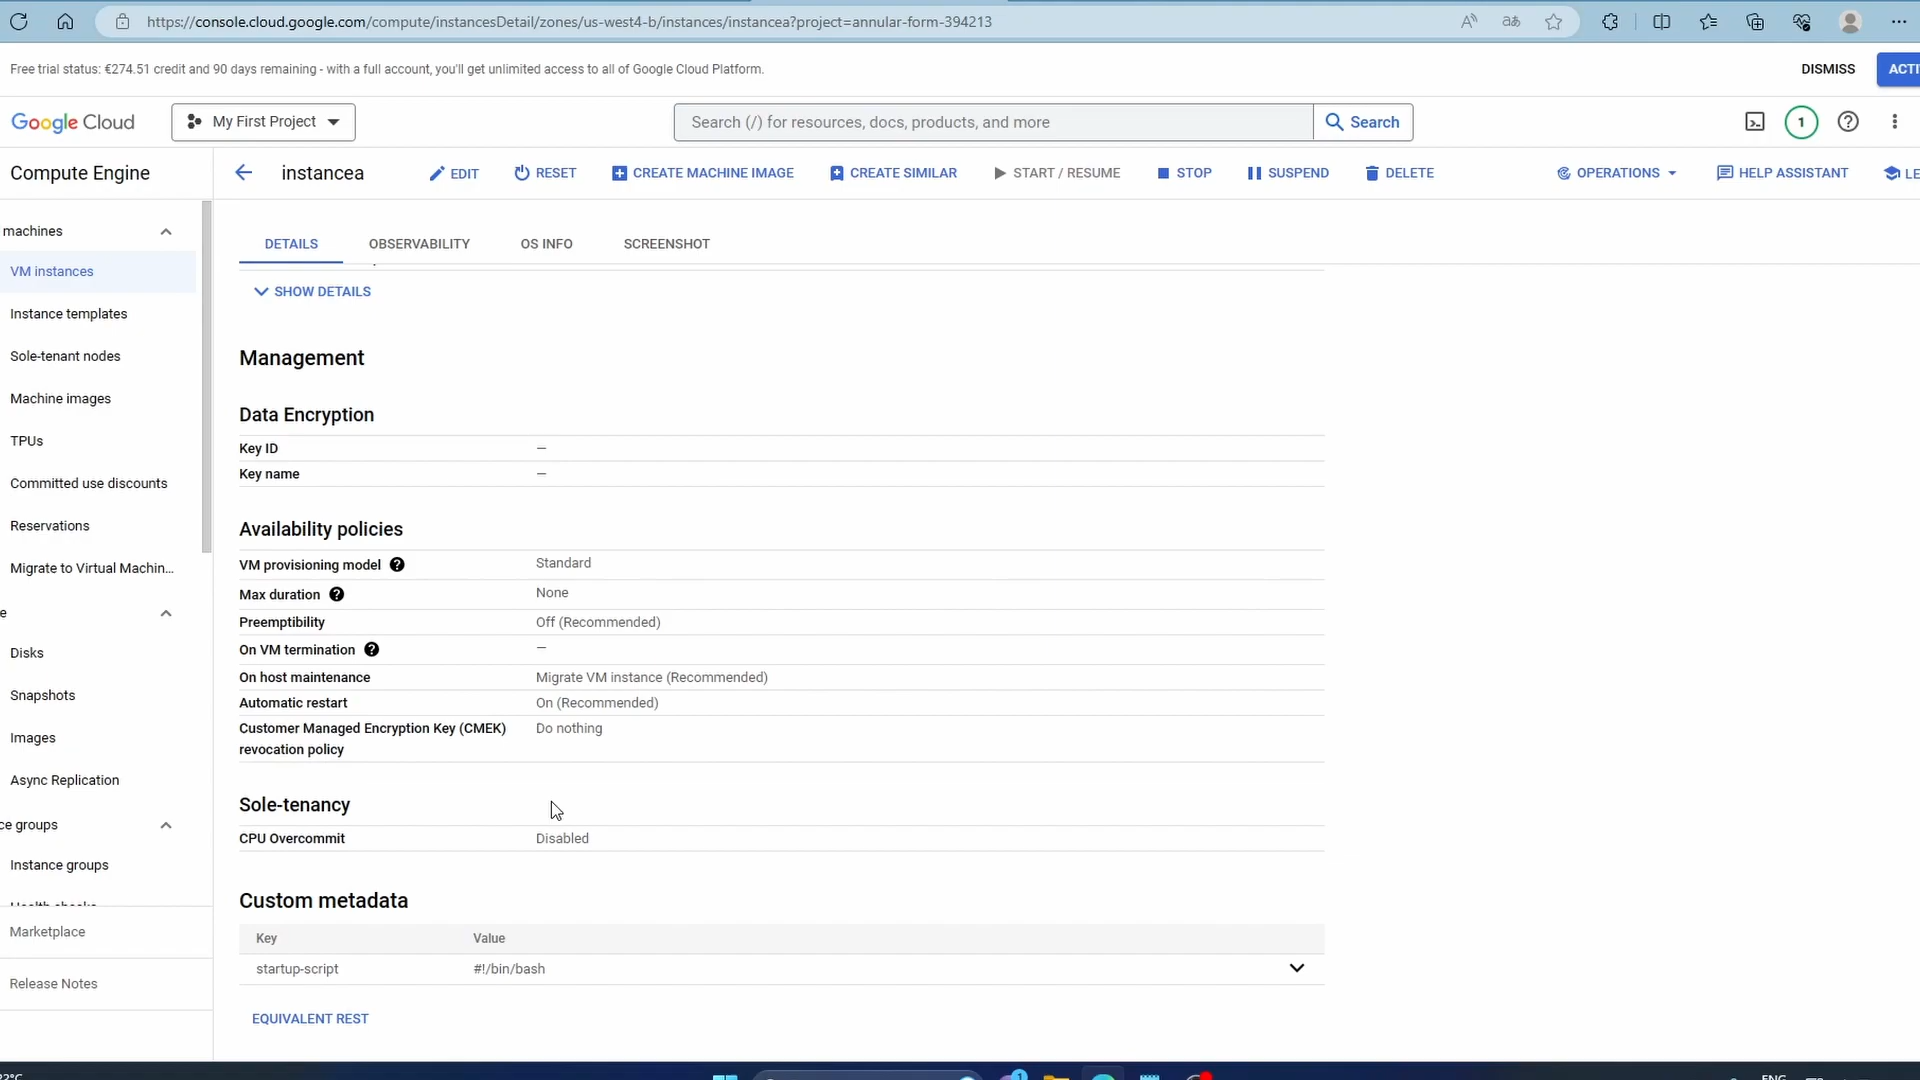 https://console.cloud.google.com/compute/instancesDetail/zones/us-west4-b/instances/instancea?project=annular-form-394213
Free trial status: €274.51 credit and 90 days remaining - with a full account, you'll get unlimited access to all of Google Cloud Platform.
DISMISS
ACTI
Google Cloud
My First Project
Search (/) for resources, docs, products, and more
Search
1
Compute Engine
instancea
EDIT
RESET
CREATE MACHINE IMAGE
CREATE SIMILAR
START / RESUME
STOP
SUSPEND
DELETE
OPERATIONS
HELP ASSISTANT
LE
machines
VM instances
Instance templates
Sole-tenant nodes
Machine images
TPUs
Committed use discounts
Reservations
Migrate to Virtual Machin...
e
Disks
Snapshots
Images
Async Replication
ce groups
Instance groups
Health checks
Marketplace
Release Notes
DETAILS
OBSERVABILITY
OS INFO
SCREENSHOT
SHOW DETAILS
Management
Data Encryption
Key ID —
Key name —
Availability policies
VM provisioning model Standard
Max duration None
Preemptibility Off (Recommended)
On VM termination —
On host maintenance Migrate VM instance (Recommended)
Automatic restart On (Recommended)
Customer Managed Encryption Key (CMEK) Do nothing
revocation policy
Sole-tenancy
CPU Overcommit Disabled
Custom metadata
Key Value
startup-script #!/bin/bash
EQUIVALENT REST
1
ENG